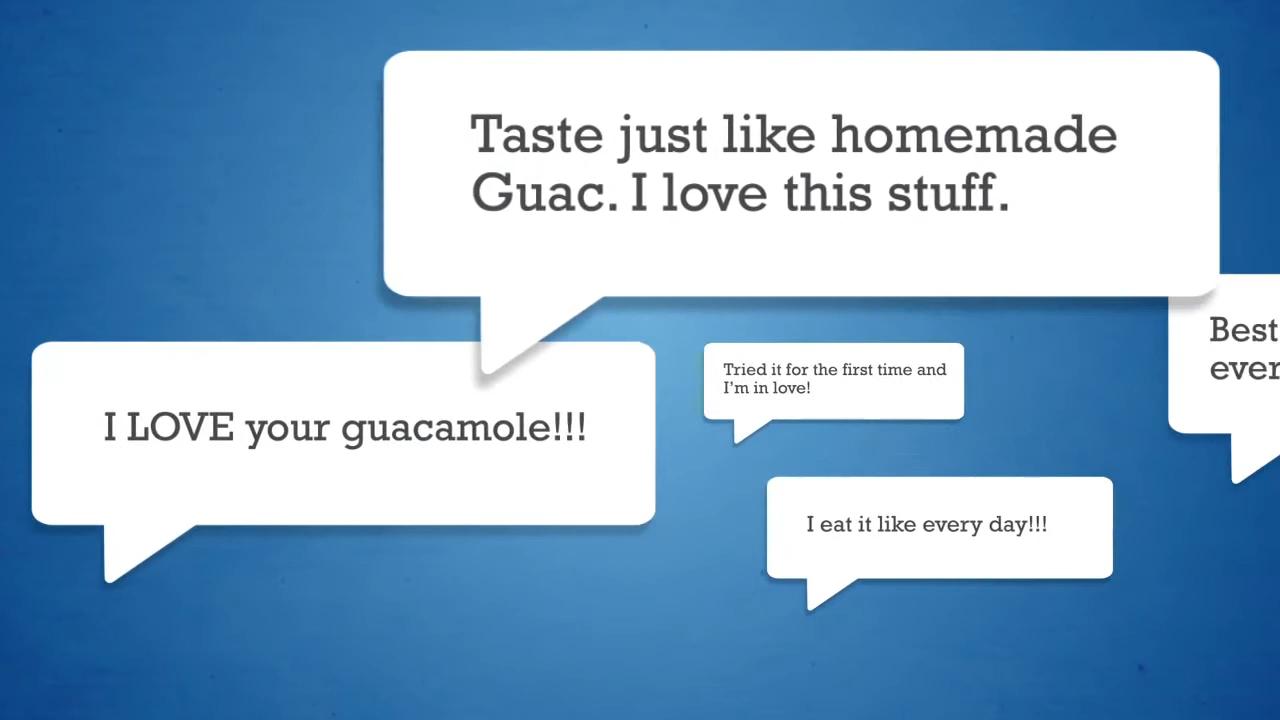 Taste just like homemade
Guac. I love this stuff.
I LOVE your guacamole!!!
Tried it for the first time and
I'm in love!
I eat it like every day!!!
Best
ever